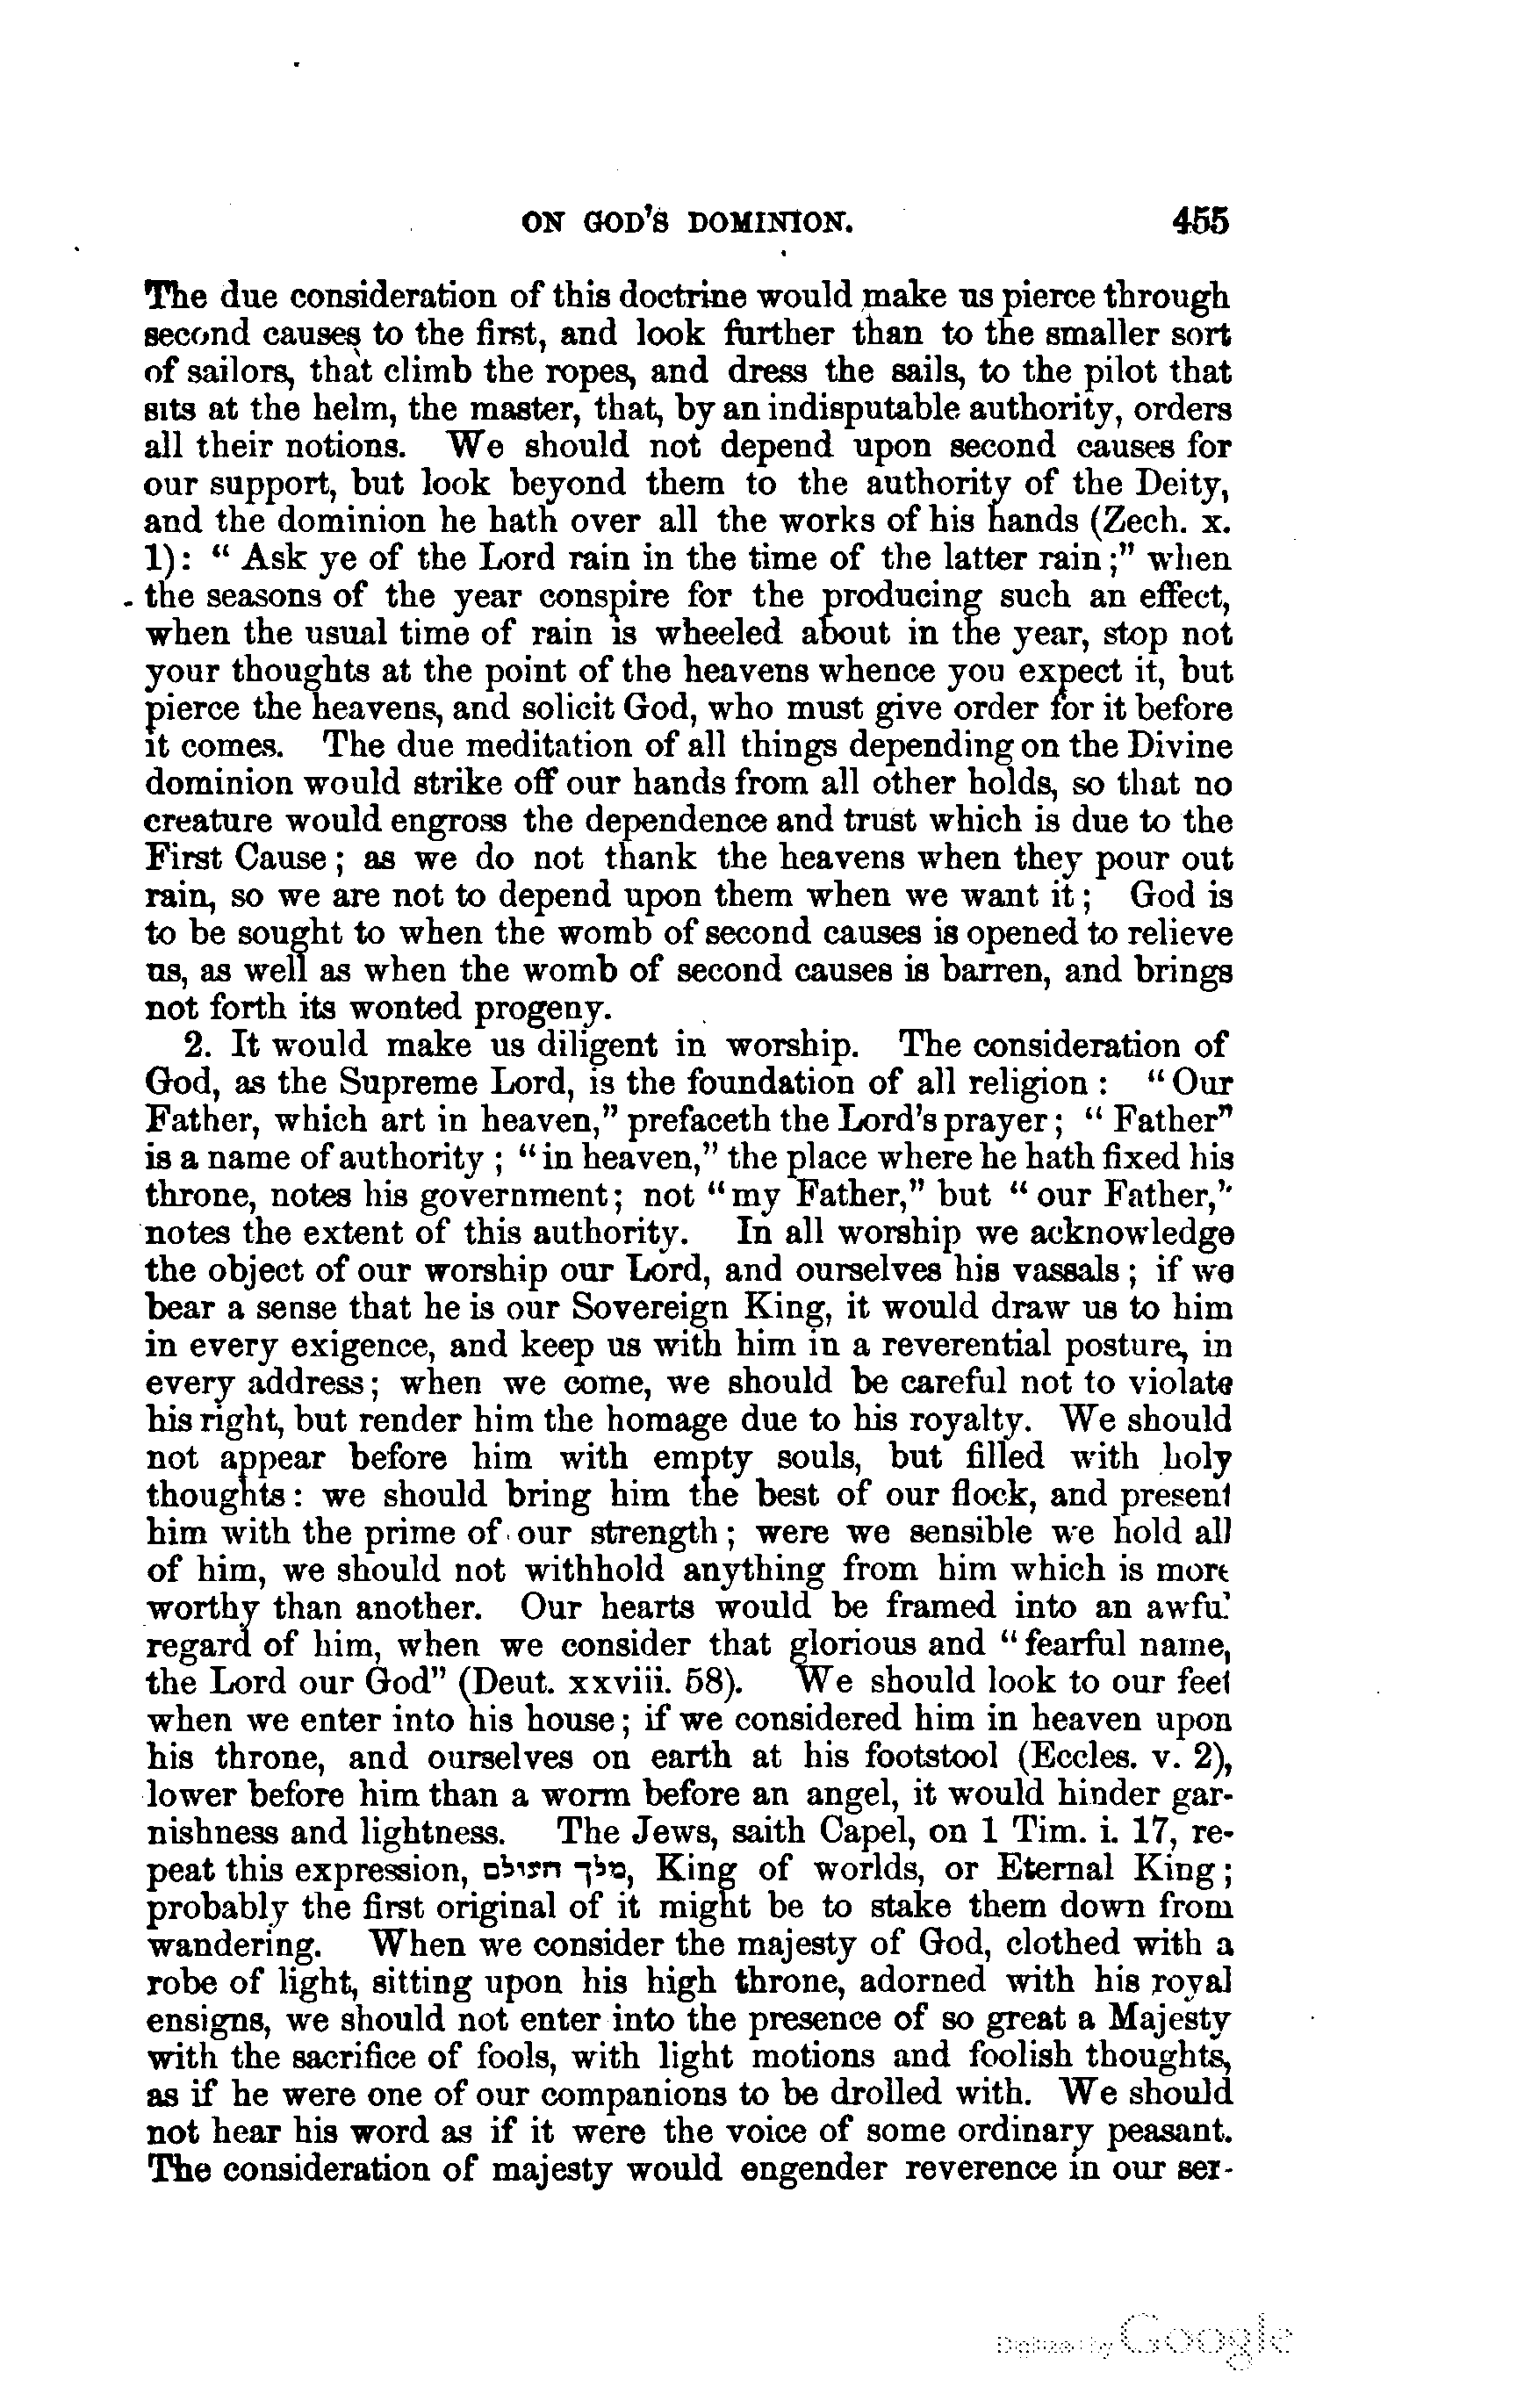 ON GOD'S DOMINION. 455
The due consideration of this doctrine would make us pierce through
second causes to the first, and look further than to the smaller sort
of sailors, that climb the ropes, and dress the sails, to the pilot that
sits at the helm, the master, that, by an indisputable authority, orders
all their notions. We should not depend upon second causes for
our support, but look beyond them to the authority of the Deity,
and the dominion he hath over all the works of his hands (Zech. x.
1): "Ask ye of the Lord rain in the time of the latter rain;" when
the seasons of the year conspire for the producing such an effect,
when the usual time of rain is wheeled about in the year, stop not
your thoughts at the point of the heavens whence you expect it, but
pierce the heavens, and solicit God, who must give order for it before
it comes. The due meditation of all things depending on the Divine
dominion would strike off our hands from all other holds, so that no
creature would engross the dependence and trust which is due to the
First Cause; as we do not thank the heavens when they pour out
rain, so we are not to depend upon them when we want it; God is
to be sought to when the womb of second causes is opened to relieve
us, as well as when the womb of second causes is barren, and brings
not forth its wonted progeny.
2. It would make us diligent in worship. The consideration of
God, as the Supreme Lord, is the foundation of all religion: "Our
Father, which art in heaven," prefaceth the Lord's prayer; "Father"
is a name of authority; "in heaven," the place where he hath fixed his
throne, notes his government; not "my Father," but "our Father,"
notes the extent of this authority. In all worship we acknowledge
the object of our worship our Lord, and ourselves his vassals; if we
bear a sense that he is our Sovereign King, it would draw us to him
in every exigence, and keep us with him in a reverential posture, in
every address; when we come, we should be careful not to violate
his right, but render him the homage due to his royalty. We should
not appear before him with empty souls, but filled with holy
thoughts: we should bring him the best of our flock, and present
him with the prime of our strength; were we sensible we hold all
of him, we should not withhold anything from him which is more
worthy than another. Our hearts would be framed into an awful
regard of him, when we consider that glorious and "fearful name,
the Lord our God" (Deut. xxviii. 58). We should look to our feet
when we enter into his house; if we considered him in heaven upon
his throne, and ourselves on earth at his footstool (Eccles. v. 2),
lower before him than a worm before an angel, it would hinder gar-
nishness and lightness. The Jews, saith Capel, on 1 Tim. i. 17, re-
peat this expression, מלך העולם, King of worlds, or Eternal King;
probably the first original of it might be to stake them down from
wandering. When we consider the majesty of God, clothed with a
robe of light, sitting upon his high throne, adorned with his royal
ensigns, we should not enter into the presence of so great a Majesty
with the sacrifice of fools, with light motions and foolish thoughts,
as if he were one of our companions to be drolled with. We should
not hear his word as if it were the voice of some ordinary peasant.
The consideration of majesty would engender reverence in our ser-
Digitized by Google